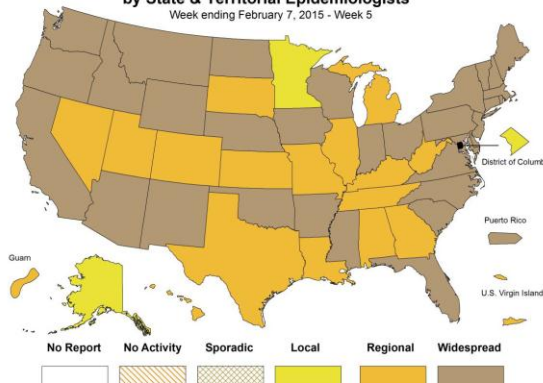 by State & Territorial Epidemiologists
Week ending February 7, 2015 - Week 5
District of Columb
Puerto Rico
Guam
U.S. Virgin Island
No Report No Activity Sporadic Local Regional Widespread